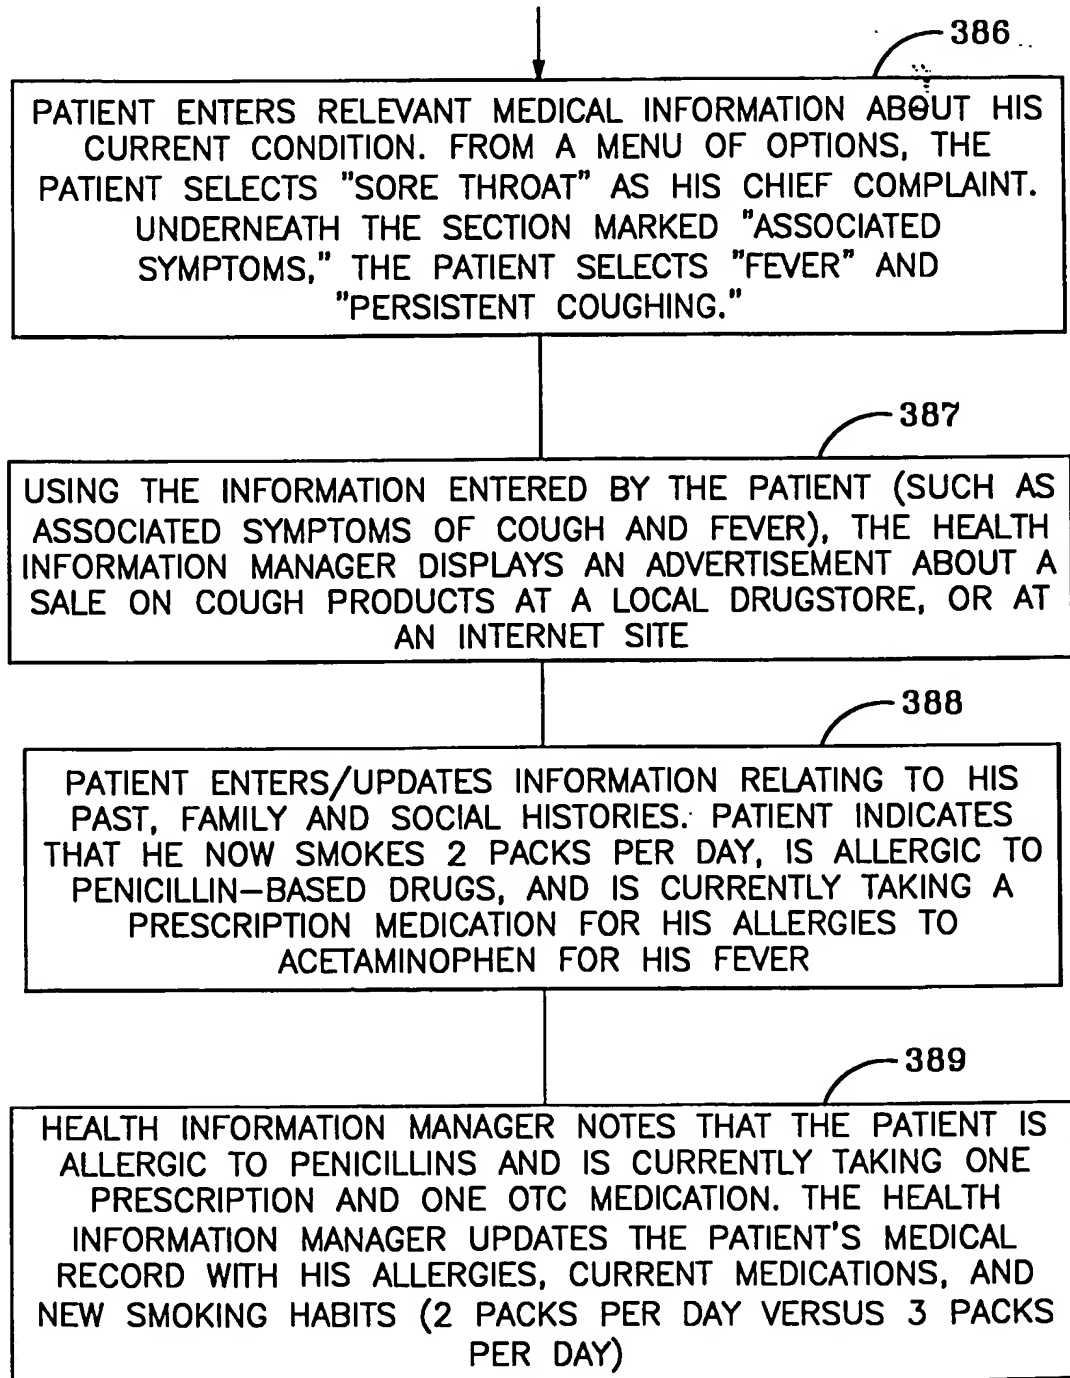 386
PATIENT ENTERS RELEVANT MEDICAL INFORMATION ABOUT HIS
CURRENT CONDITION. FROM A MENU OF OPTIONS, THE
PATIENT SELECTS "SORE THROAT" AS HIS CHIEF COMPLAINT.
UNDERNEATH THE SECTION MARKED "ASSOCIATED
SYMPTOMS," THE PATIENT SELECTS "FEVER" AND
"PERSISTENT COUGHING."
387
USING THE INFORMATION ENTERED BY THE PATIENT (SUCH AS
ASSOCIATED SYMPTOMS OF COUGH AND FEVER), THE HEALTH
INFORMATION MANAGER DISPLAYS AN ADVERTISEMENT ABOUT A
SALE ON COUGH PRODUCTS AT A LOCAL DRUGSTORE, OR AT
AN INTERNET SITE
388
PATIENT ENTERS/UPDATES INFORMATION RELATING TO HIS
PAST, FAMILY AND SOCIAL HISTORIES. PATIENT INDICATES
THAT HE NOW SMOKES 2 PACKS PER DAY, IS ALLERGIC TO
PENICILLIN-BASED DRUGS, AND IS CURRENTLY TAKING A
PRESCRIPTION MEDICATION FOR HIS ALLERGIES TO
ACETAMINOPHEN FOR HIS FEVER
389
HEALTH INFORMATION MANAGER NOTES THAT THE PATIENT IS
ALLERGIC TO PENICILLINS AND IS CURRENTLY TAKING ONE
PRESCRIPTION AND ONE OTC MEDICATION. THE HEALTH
INFORMATION MANAGER UPDATES THE PATIENT'S MEDICAL
RECORD WITH HIS ALLERGIES, CURRENT MEDICATIONS, AND
NEW SMOKING HABITS (2 PACKS PER DAY VERSUS 3 PACKS
PER DAY)